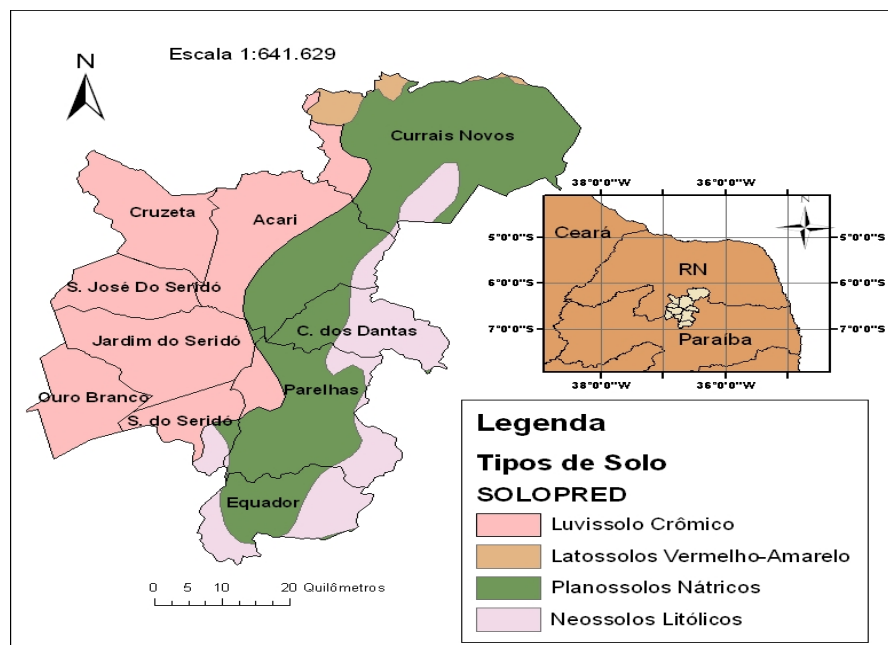 Escala 1:641.629
N
Currais Novos
Cruzeta
Acari
S. José Do Seridó
C. dos Dantas
Jardim do Seridó
Parelhas
Ouro Branco
S. do Seridó
Equador
0 5 10 20 Quilômetros
38°0'0"W 36°0'0"W
N
Ceará
5°0'0"S 5°0'0"S
RN
6°0'0"S 6°0'0"S
7°0'0"S 7°0'0"S
Paraíba
38°0'0"W 36°0'0"W
Legenda
Tipos de Solo
SOLOPRED
Luvissolo Crômico
Latossolos Vermelho-Amarelo
Planossolos Nátricos
Neossolos Litólicos